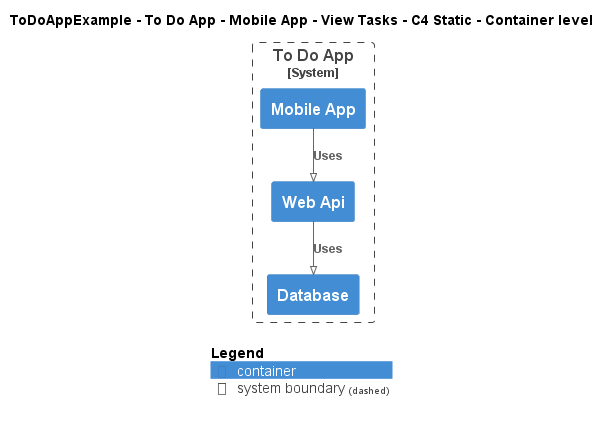 ToDoAppExample - To Do App - Mobile App - View Tasks - C4 Static - Container level
To Do App
[System]
Mobile App
Uses
Web Api
Uses
Database
Legend
container
system boundary (dashed)